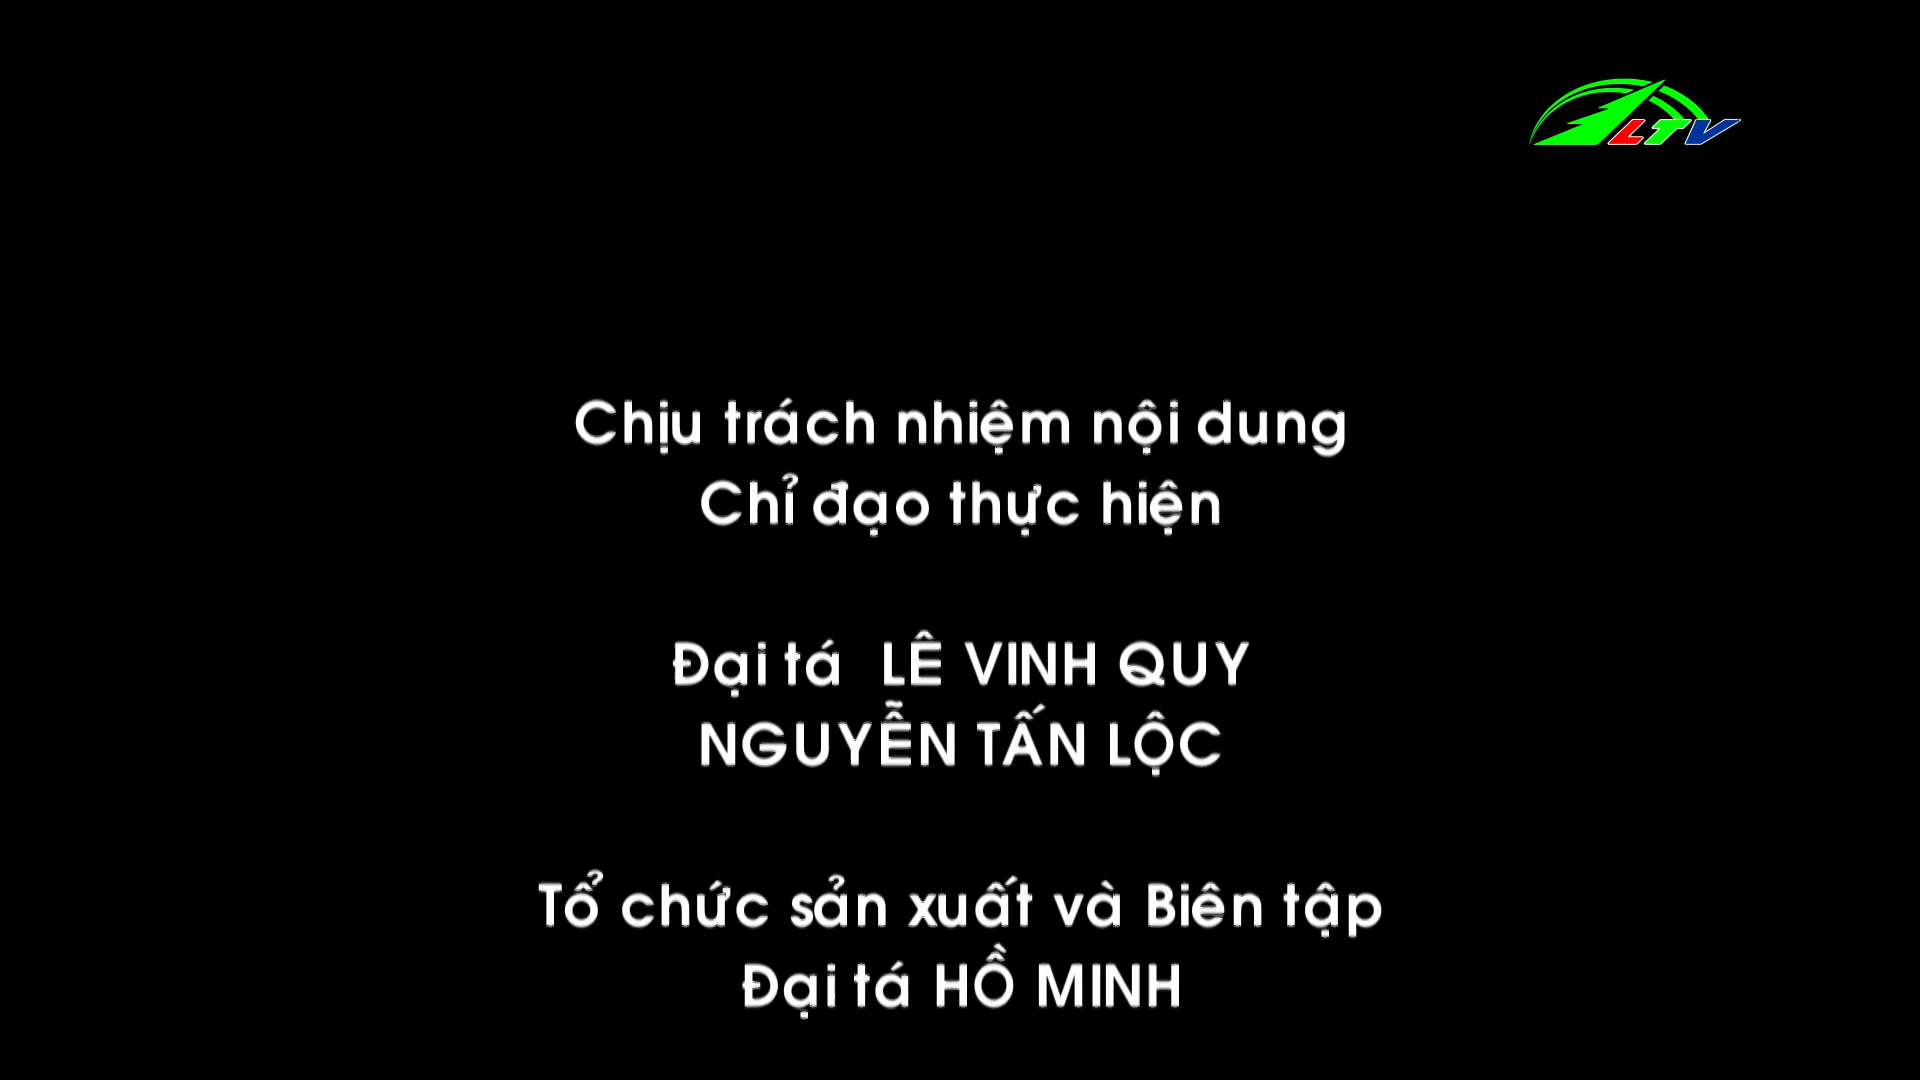 LTV
Chịu trách nhiệm nội dung
Chỉ đạo thực hiện
Đại tá LÊ VINH QUY
NGUYỄN TẤN LỘC
Tổ chức sản xuất và Biên tập
Đại tá HỒ MINH